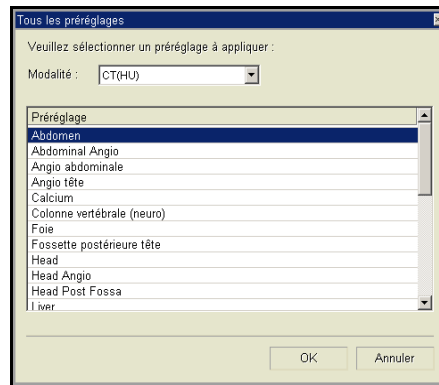 Tous les préréglages
Veuillez sélectionner un préréglage à appliquer :
Modalité : CT(HU)
Préréglage
Abdomen
Abdominal Angio
Angio abdominale
Angio tête
Calcium
Colonne vertébrale (neuro)
Foie
Fossette postérieure tête
Head
Head Angio
Head Post Fossa
Liver
OK Annuler